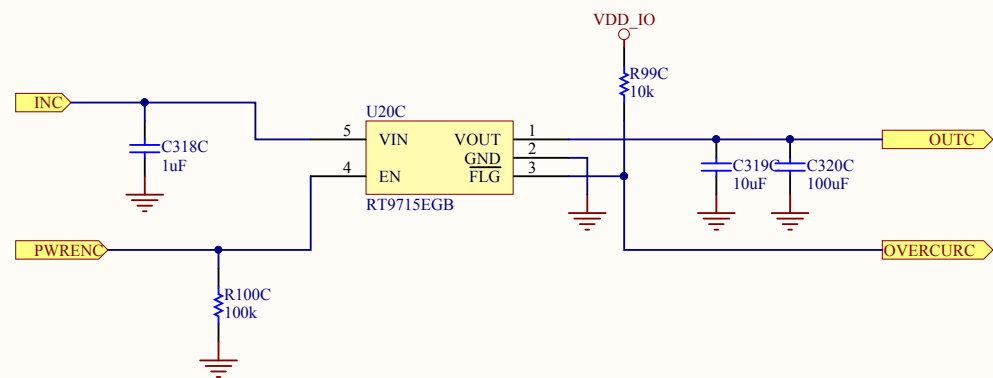 VDD_IO
R99C
10k
INC
U20C
5
VIN
VOUT
1
C318C
1uF
GND
2
4
EN
FLG
3
C319C
10uF
C320C
100uF
OUTC
RT9715EGB
PWRENC
OVERCURC
R100C
100k